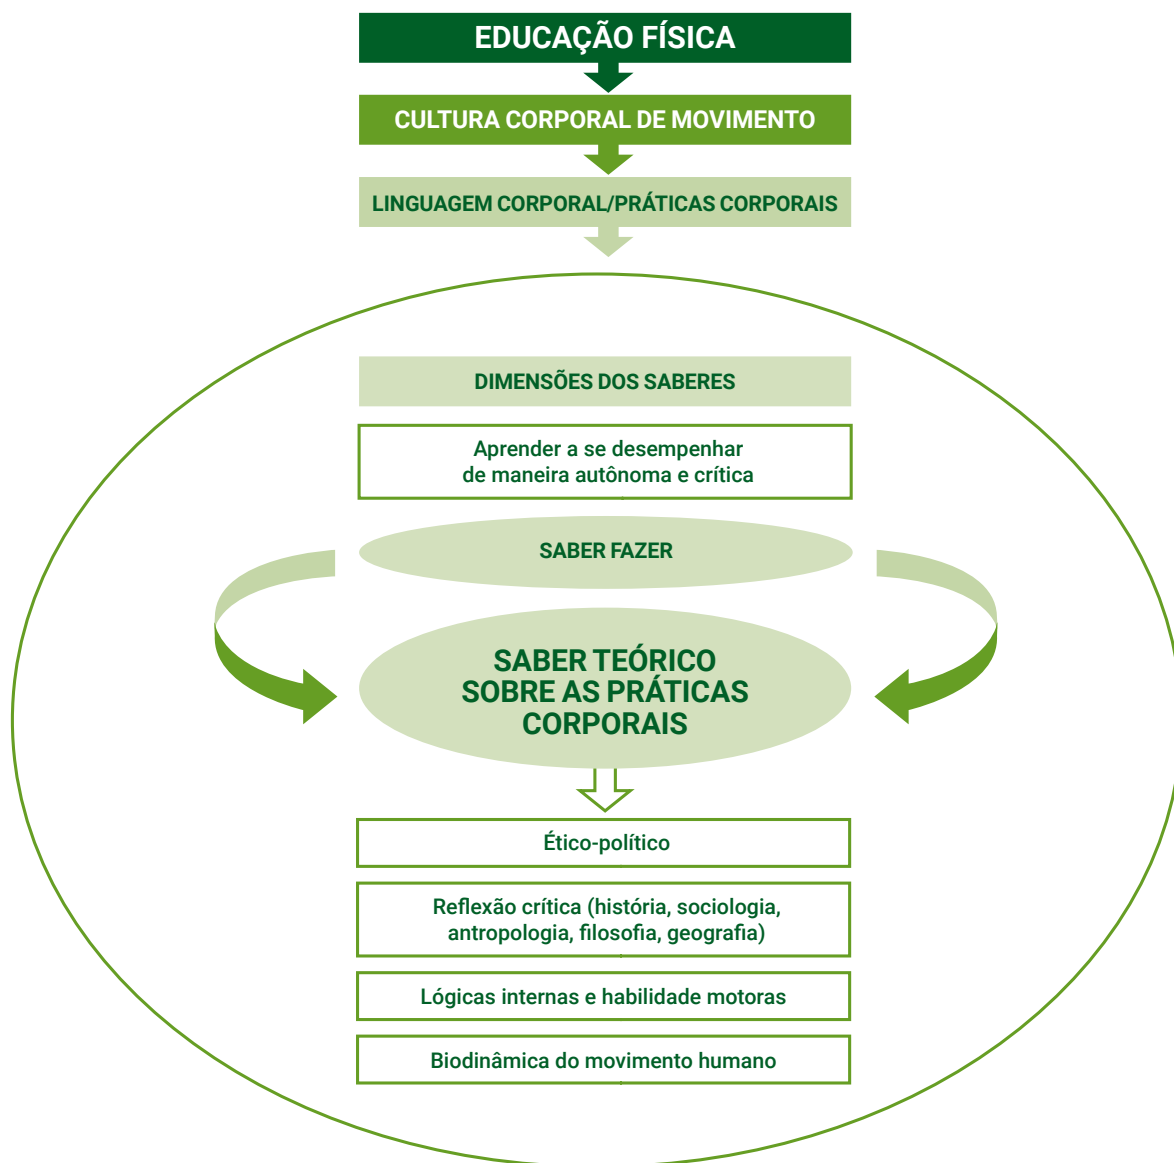 EDUCAÇÃO FÍSICA
CULTURA CORPORAL DE MOVIMENTO
LINGUAGEM CORPORAL/PRÁTICAS CORPORAIS
DIMENSÕES DOS SABERES
Aprender a se desempenhar
de maneira autônoma e crítica
SABER FAZER
SABER TEÓRICO
SOBRE AS PRÁTICAS
CORPORAIS
Ético-político
Reflexão crítica (história, sociologia,
antropologia, filosofia, geografia)
Lógicas internas e habilidade motoras
Biodinâmica do movimento humano